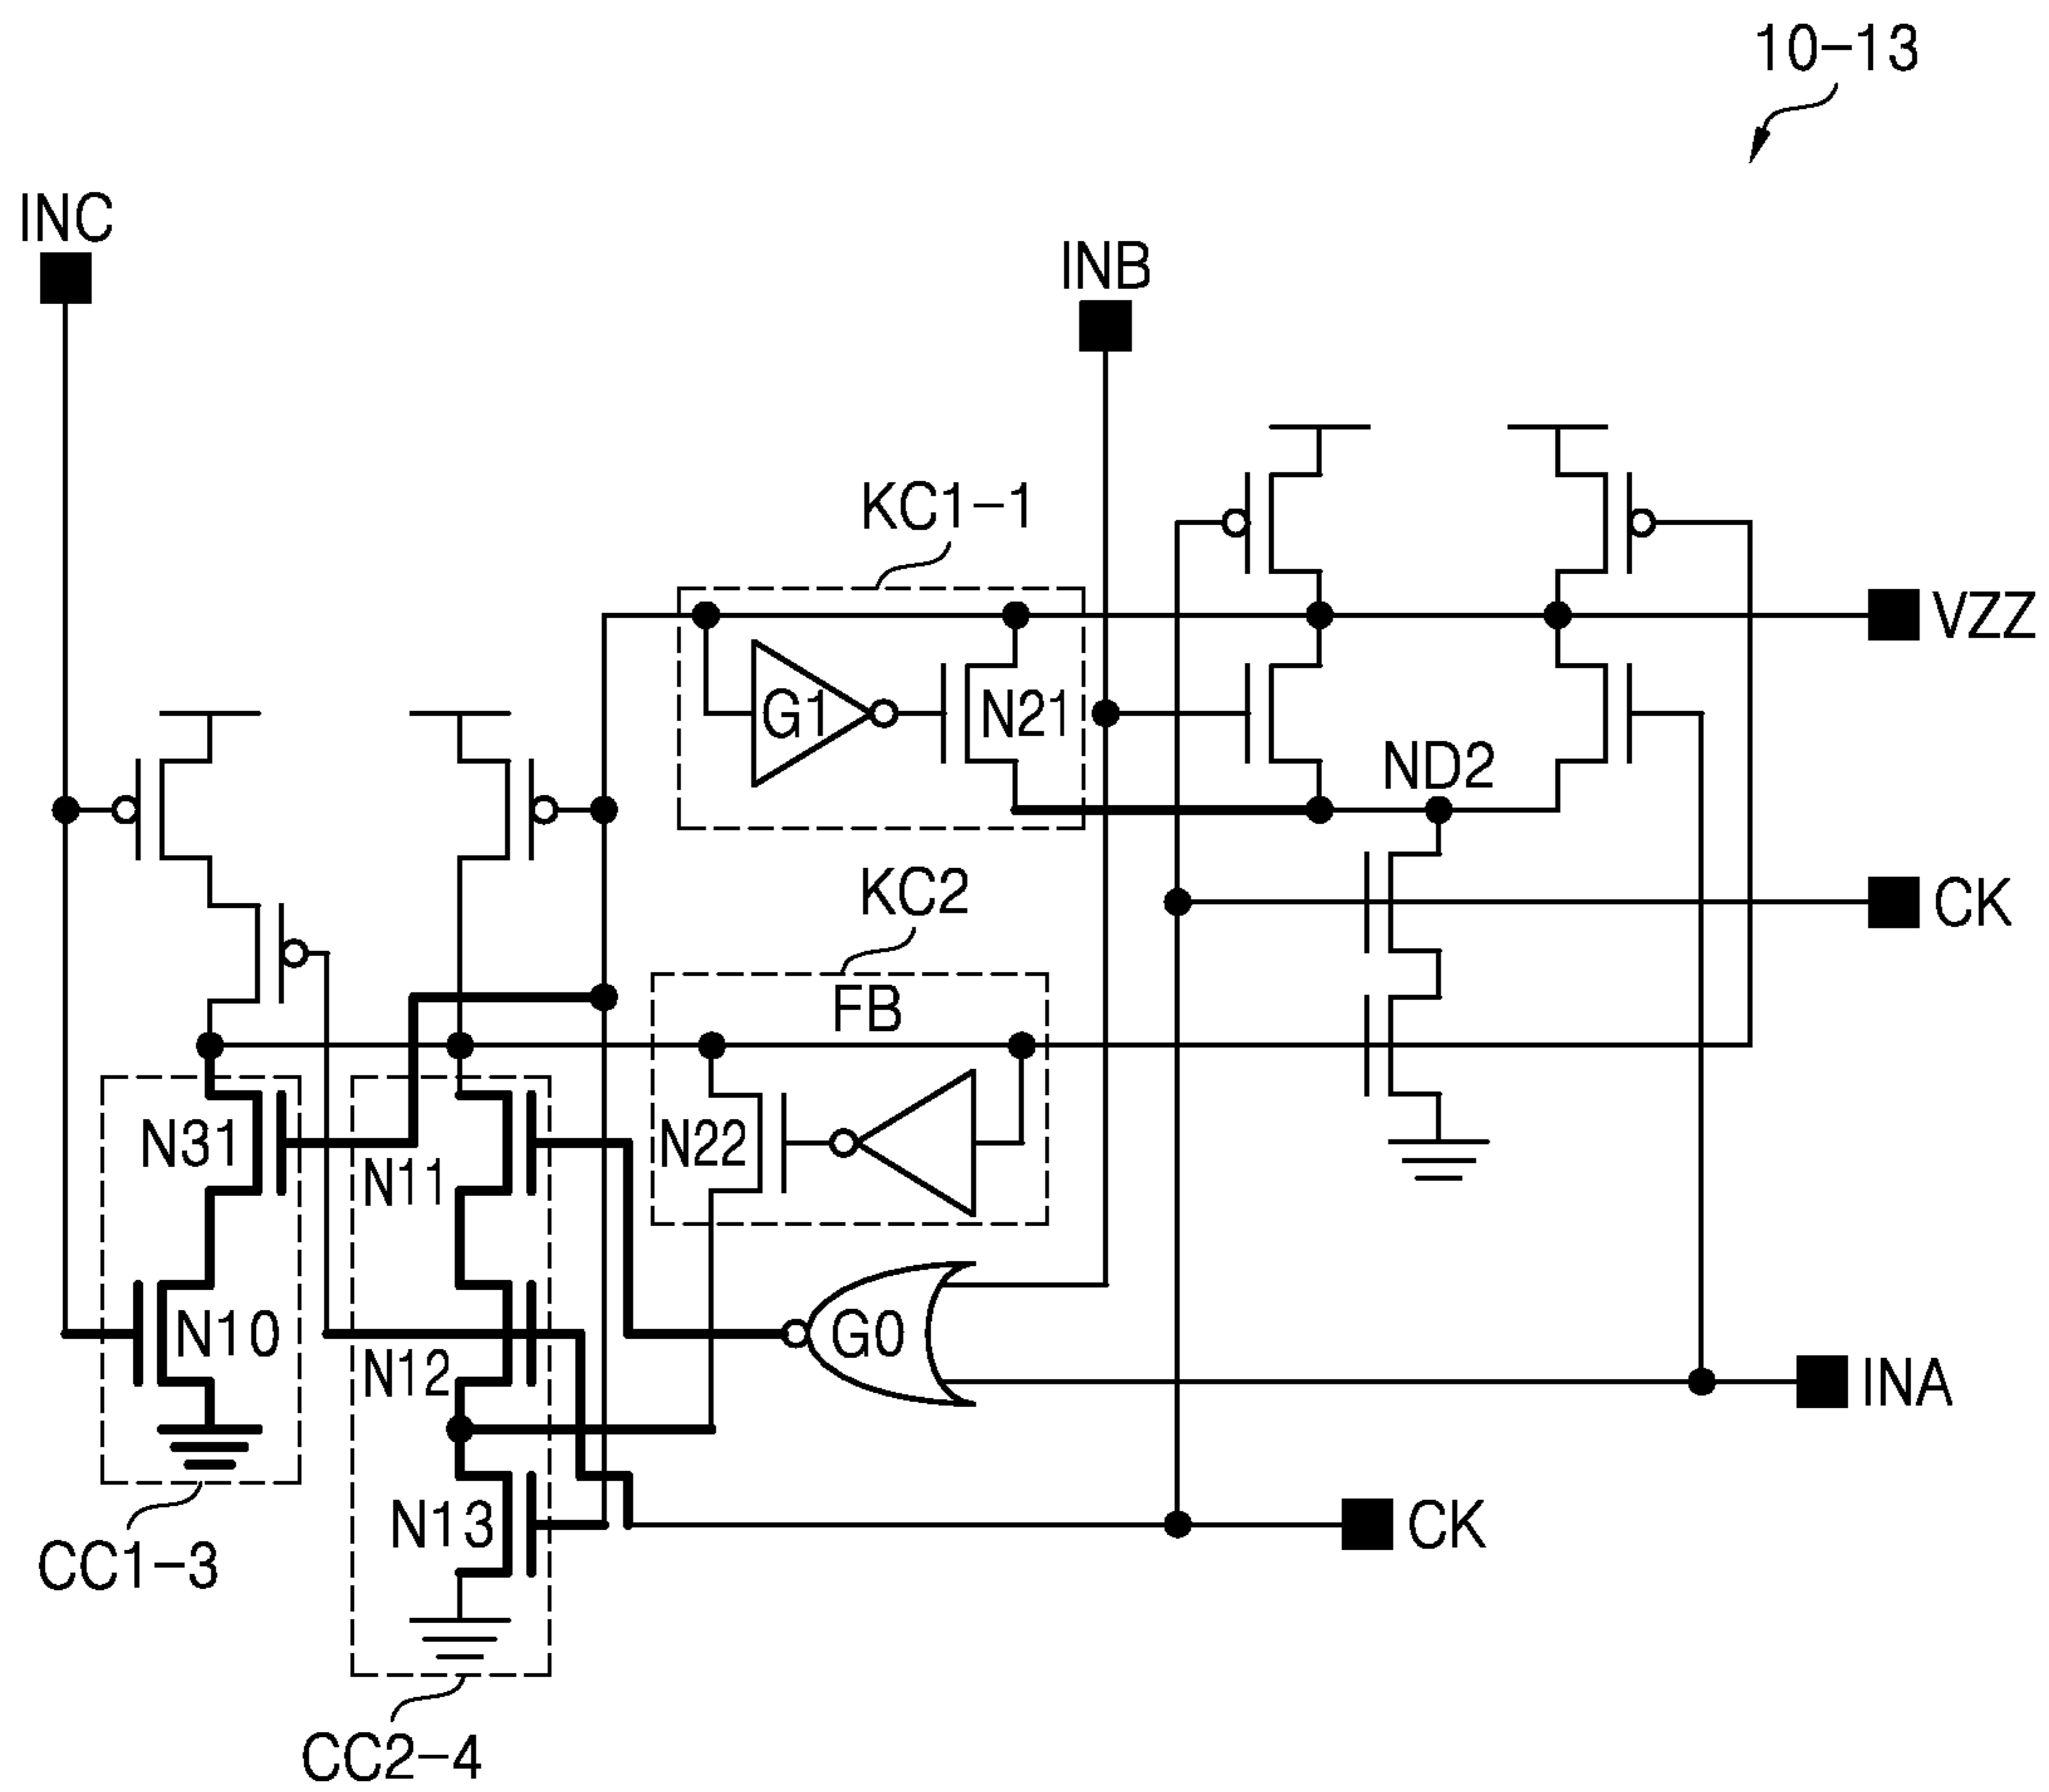 10-13
INC
INB
KC1-1
VZZ
G1
N21
ND2
KC2
CK
FB
N31
N11
N22
N10
G0
N12
INA
N13
CK
CC1-3
CC2-4